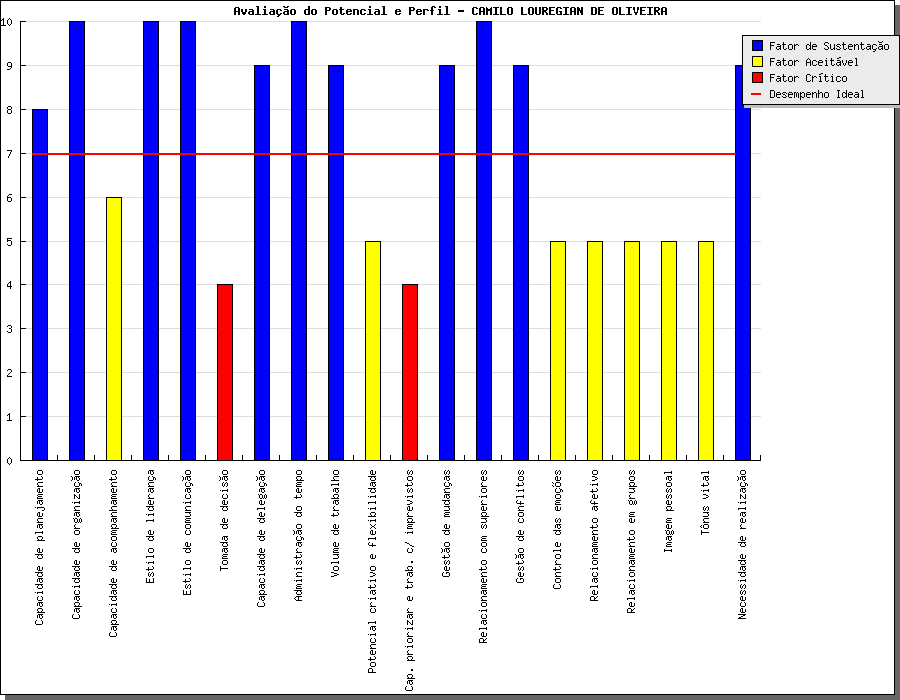 Avaliação do Potencial e Perfil - CAMILO LOUREGIAN DE OLIVEIRA
10
9
8
7
6
5
4
3
2
1
0
Fator de Sustentação
Fator Aceitável
Fator Crítico
Desempenho Ideal
Capacidade de planejamento
Capacidade de organização
Capacidade de acompanhamento
Estilo de liderança
Estilo de comunicação
Tomada de decisão
Capacidade de delegação
Administração do tempo
Volume de trabalho
Potencial criativo e flexibilidade
Cap. priorizar e trab. c/ imprevistos
Gestão de mudanças
Relacionamento com superiores
Gestão de conflitos
Controle das emoções
Relacionamento afetivo
Relacionamento em grupos
Imagem pessoal
Tônus vital
Necessidade de realização